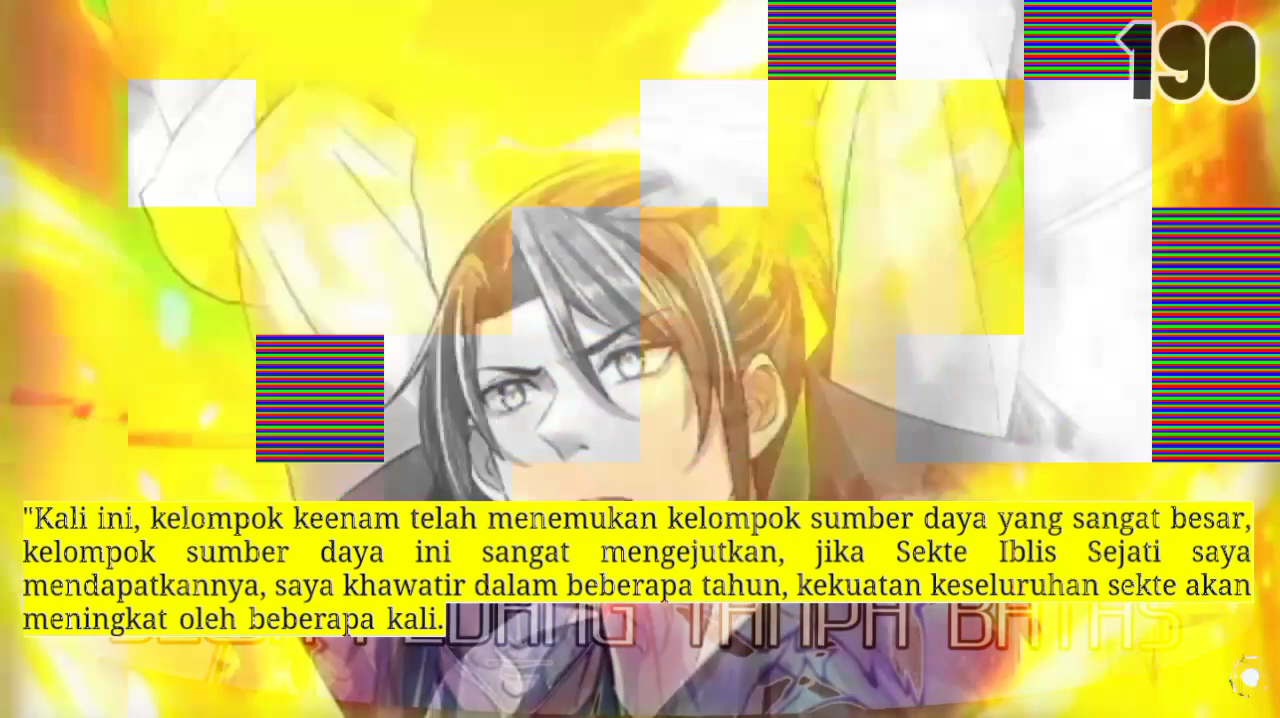 190
"Kali ini, kelompok keenam telah menemukan kelompok sumber daya yang sangat besar,
kelompok sumber daya ini sangat mengejutkan, jika Sekte Iblis Sejati saya
mendapatkannya, saya khawatir dalam beberapa tahun, kekuatan keseluruhan sekte akan
meningkat oleh beberapa kali.
TANPA BATAS